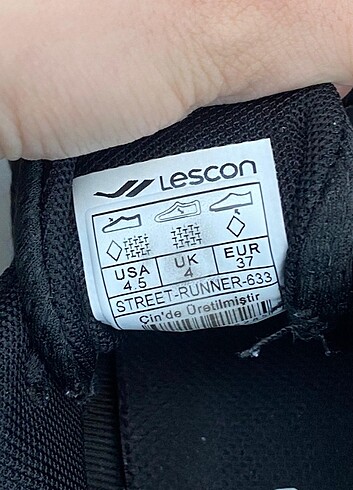 Lescon
USA UK EUR
4.5 4 37
STREET-RUNNER-633
Çin'de Üretilmiştir